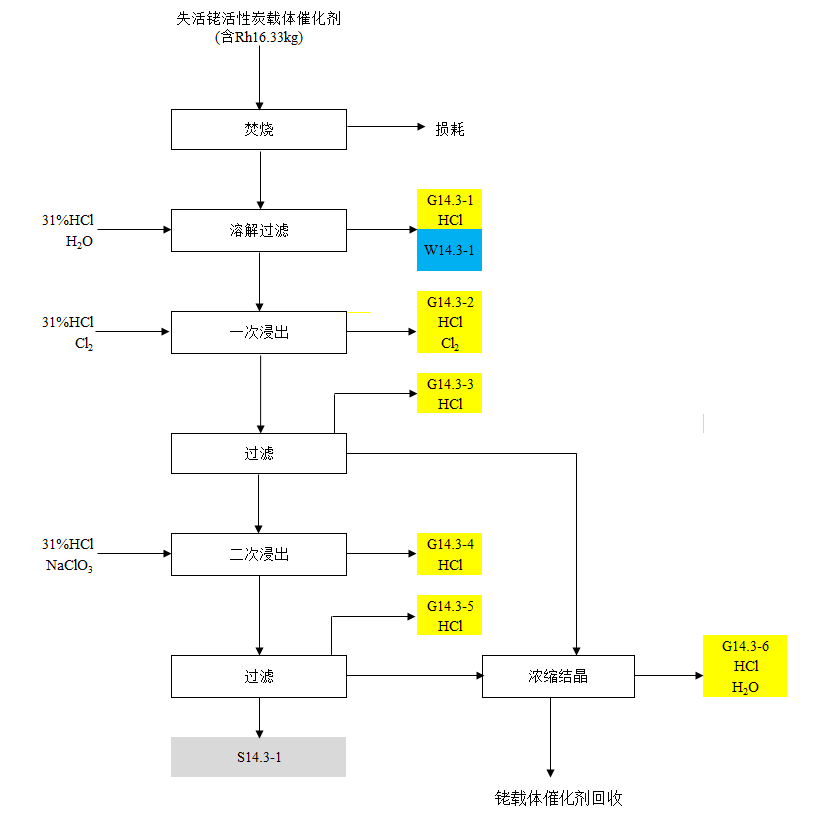 失活铑活性炭载体催化剂
(含Rh16.33kg)
焚烧
损耗
31%HCl
H₂O
溶解过滤
G14.3-1
HCl
W14.3-1
31%HCl
Cl₂
一次浸出
G14.3-2
HCl
Cl₂
G14.3-3
HCl
过滤
31%HCl
NaClO₃
二次浸出
G14.3-4
HCl
G14.3-5
HCl
过滤
浓缩结晶
G14.3-6
HCl
H₂O
S14.3-1
铑载体催化剂回收